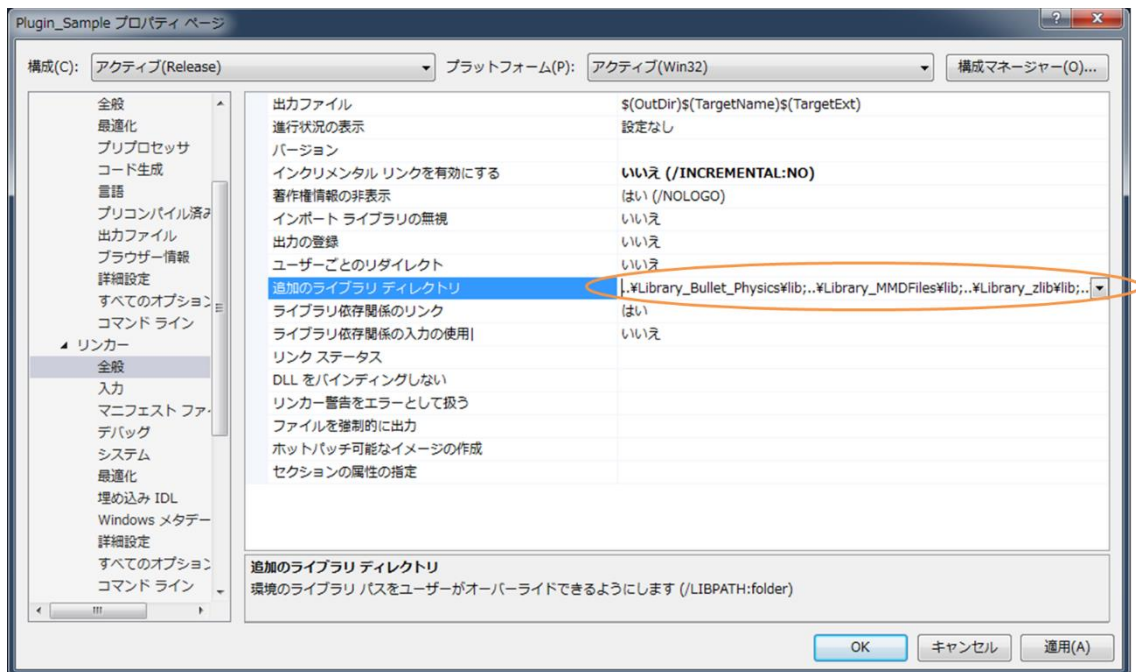 Plugin_Sample プロパティ ページ
構成(C): アクティブ(Release) プラットフォーム(P): アクティブ(Win32) 構成マネージャー(O)...
全般
最適化
プリプロセッサ
コード生成
言語
プリコンパイル済み
出力ファイル
ブラウザー情報
詳細設定
すべてのオプション
コマンド ライン
リンカー
全般
入力
マニフェスト ファイ
デバッグ
システム
最適化
埋め込み IDL
Windows メタデー
詳細設定
すべてのオプション
コマンド ライン
出力ファイル $(OutDir)$(TargetName)$(TargetExt)
進行状況の表示 設定なし
バージョン
インクリメンタル リンクを有効にする いいえ (/INCREMENTAL:NO)
著作権情報の非表示 はい (/NOLOGO)
インポート ライブラリの無視 いいえ
出力の登録 いいえ
ユーザーごとのリダイレクト いいえ
追加のライブラリ ディレクトリ ..¥Library_Bullet_Physics¥lib;..¥Library_MMDFiles¥lib;..¥Library_zlib¥lib;..
ライブラリ依存関係のリンク はい
ライブラリ依存関係の入力の使用| いいえ
リンク ステータス
DLL をバインディングしない
リンカー警告をエラーとして扱う
ファイルを強制的に出力
ホットパッチ可能なイメージの作成
セクションの属性の指定
追加のライブラリ ディレクトリ
環境のライブラリ パスをユーザーがオーバーライドできるようにします (/LIBPATH:folder)
OK キャンセル 適用(A)